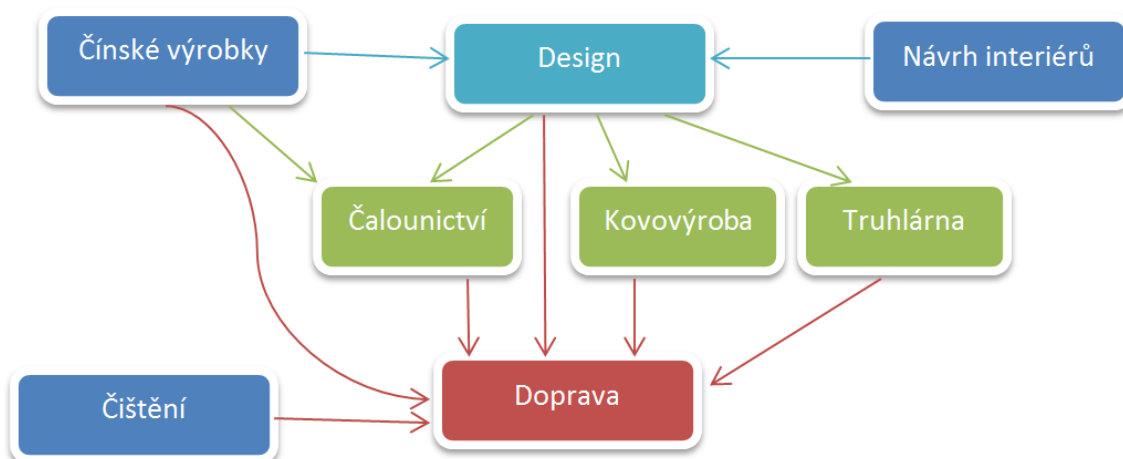 Čínské výrobky
Design
Návrh interiérů
Čalounictví
Kovovýroba
Truhlárna
Čištění
Doprava